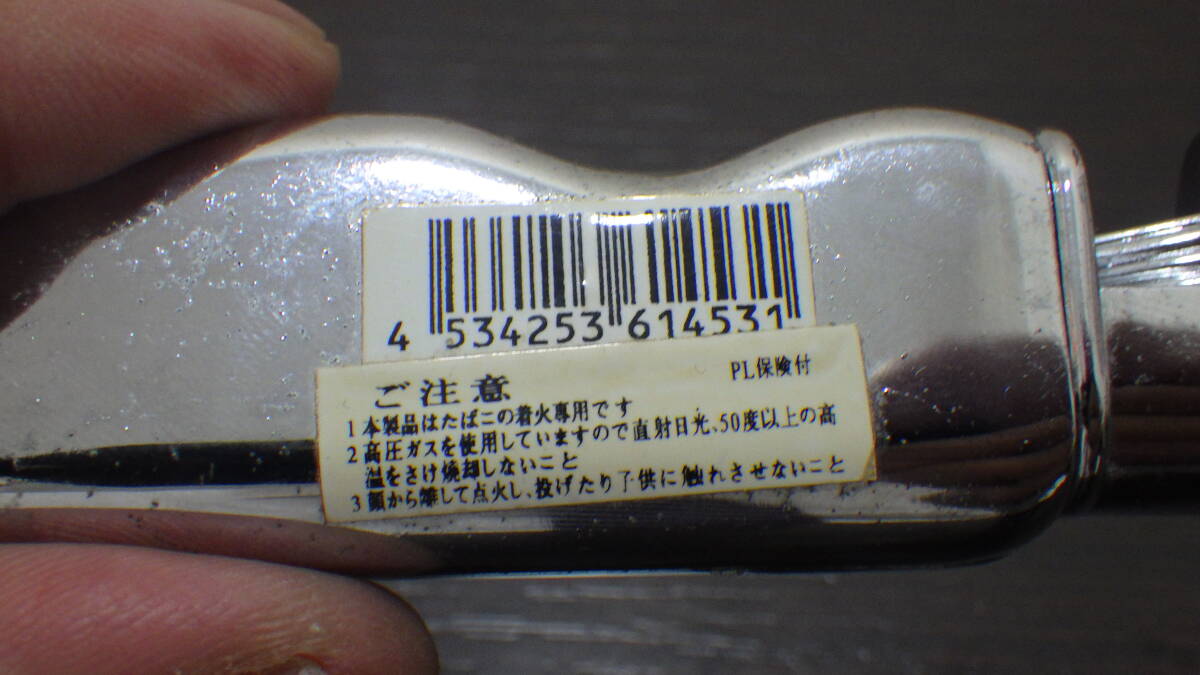 4 534253 614531
ご注意 PL保険付
1 本製品はたばこの着火専用です
2 高圧ガスを使用していますので直射日光、50度以上の高
温をさけ焼却しないこと
3 顔から離して点火し、投げたり子供に触れさせないこと